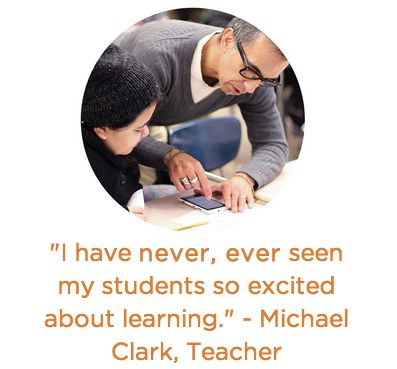 "I have never, ever seen
my students so excited
about learning." - Michael
Clark, Teacher